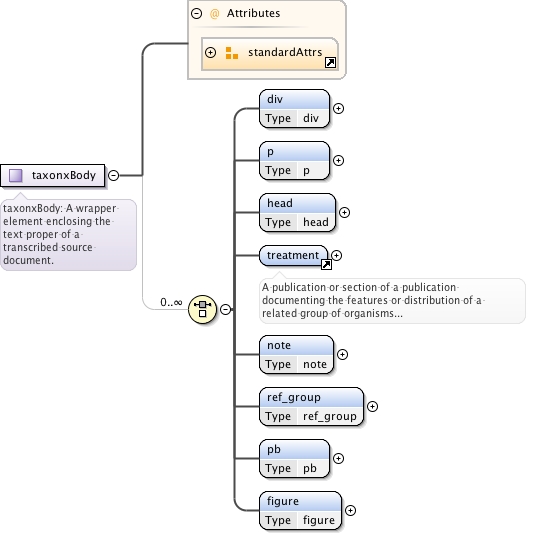 @ Attributes
standardAttrs
div
Type div
p
Type p
taxonxBody
head
Type head
taxonxBody: A wrapper
element enclosing the
text proper of a
transcribed source
document.
treatment
A publication or section of a publication
documenting the features or distribution of a
related group of organisms...
0..∞
note
Type note
ref_group
Type ref_group
pb
Type pb
figure
Type figure